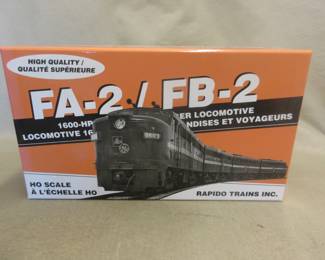 HIGH QUALITY/
QUALITÉ SUPÉRIEURE
FA-2 / FB-2
1600-HP ER LOCOMOTIVE
LOCOMOTIVE 16 ANDISES ET VOYAGEURS
HO SCALE
À L'ÉCHELLE HO
RAPIDO TRAINS INC.